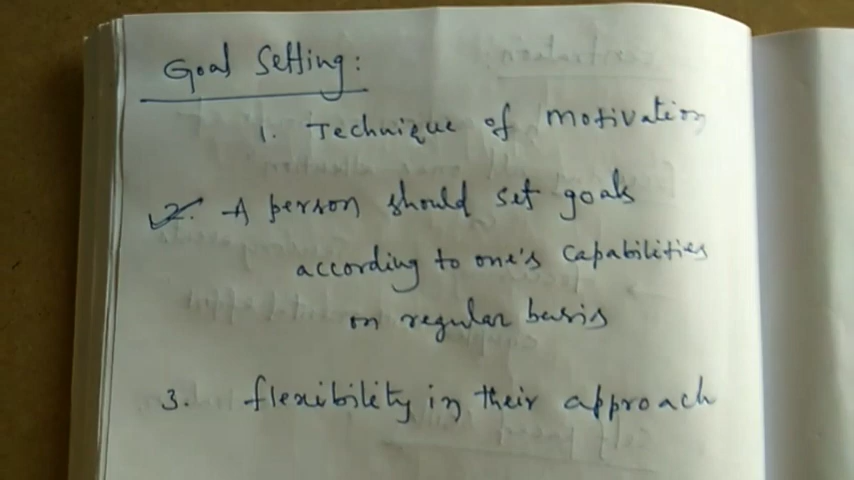 Goal Setting:
1. Technique of motivation
2. A person should set goals
according to one's capabilities
on regular basis
3. flexibility in their approach